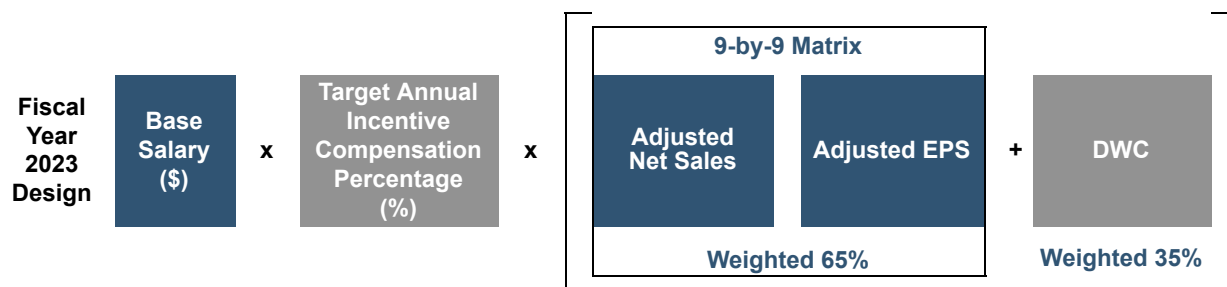 9-by-9 Matrix
Fiscal
Year
2023
Design
Base
Salary
($)
x
Target Annual
Incentive
Compensation
Percentage
(%)
x
Adjusted
Net Sales
Adjusted EPS
+
DWC
Weighted 65%
Weighted 35%